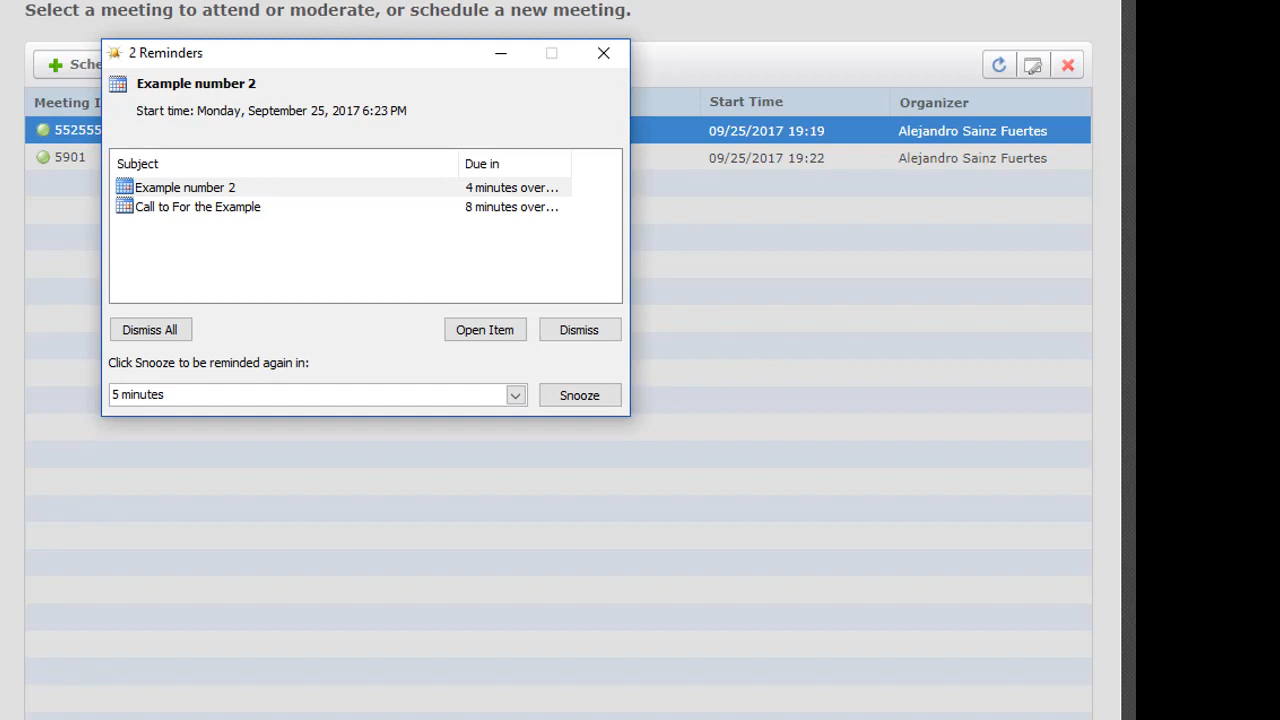 Select a meeting to attend or moderate, or schedule a new meeting.
2 Reminders
Example number 2
Start time: Monday, September 25, 2017 6:23 PM
Subject Due in
Example number 2 4 minutes over...
Call to For the Example 8 minutes over...
Dismiss All Open Item Dismiss
Click Snooze to be reminded again in:
5 minutes Snooze
Meeting Start Time Organizer
552555 09/25/2017 19:19 Alejandro Sainz Fuertes
5901 09/25/2017 19:22 Alejandro Sainz Fuertes